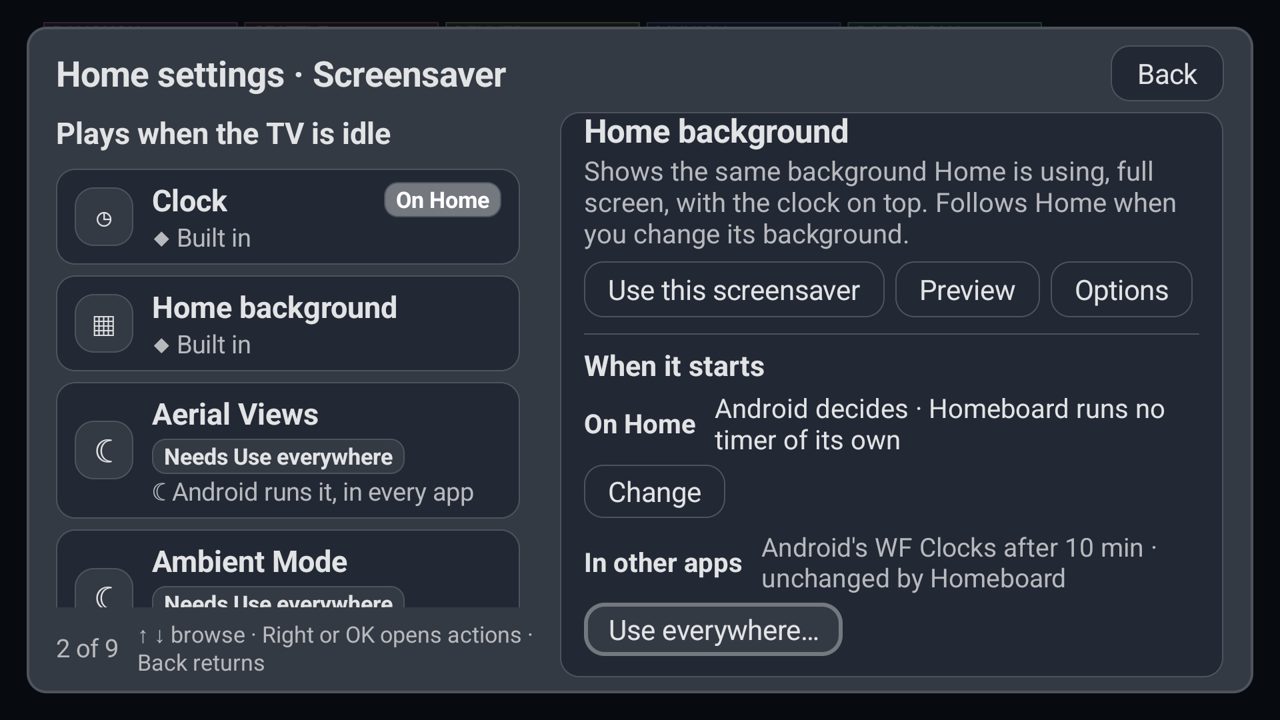 Home settings · Screensaver
Back
Plays when the TV is idle
Clock
On Home
◆ Built in
Home background
◆ Built in
Aerial Views
Needs Use everywhere
☾ Android runs it, in every app
Ambient Mode
Needs Use everywhere
2 of 9
↑ ↓ browse · Right or OK opens actions ·
Back returns
Home background
Shows the same background Home is using, full
screen, with the clock on top. Follows Home when
you change its background.
Use this screensaver
Preview
Options
When it starts
On Home
Android decides · Homeboard runs no
timer of its own
Change
In other apps
Android's WF Clocks after 10 min ·
unchanged by Homeboard
Use everywhere…